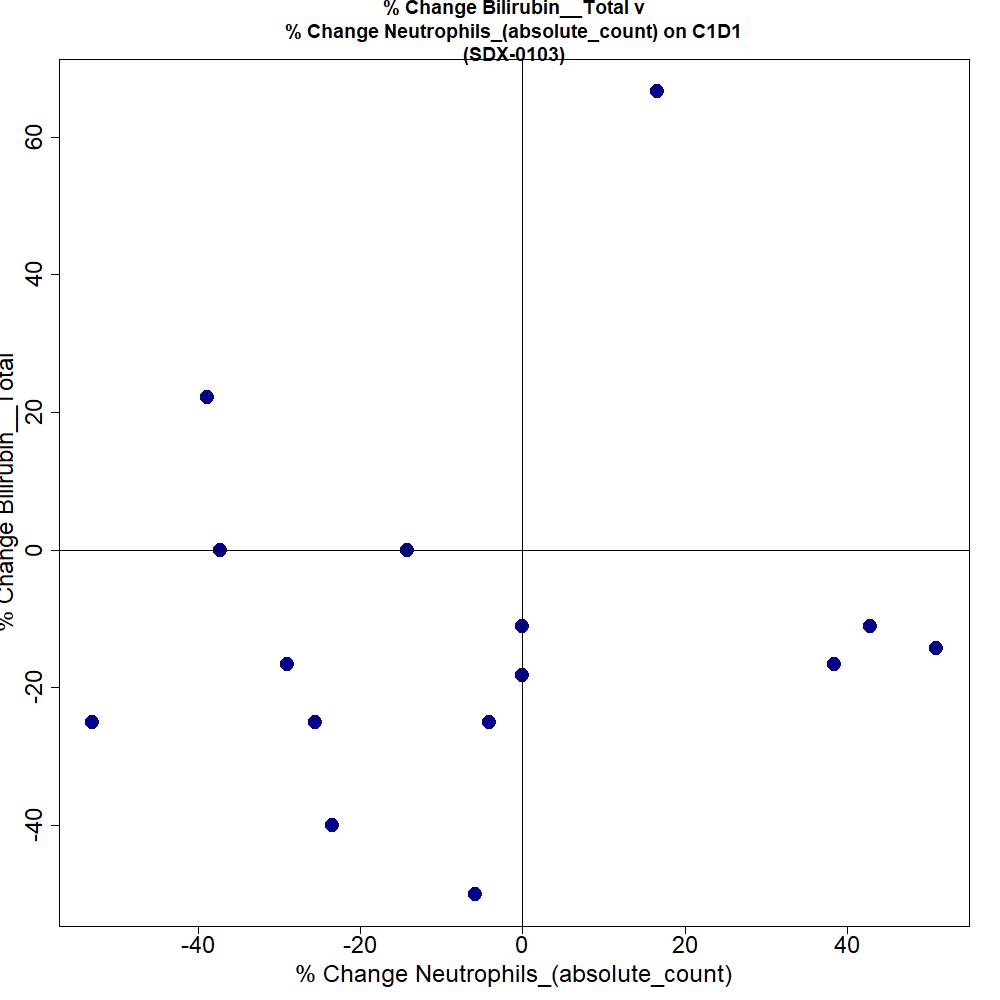 % Change Bilirubin__Total v
% Change Neutrophils_(absolute_count) on C1D1
(SDX-0103)
60
40
20
0
-20
-40
% Change Bilirubin__Total
-40
-20
0
20
40
% Change Neutrophils_(absolute_count)